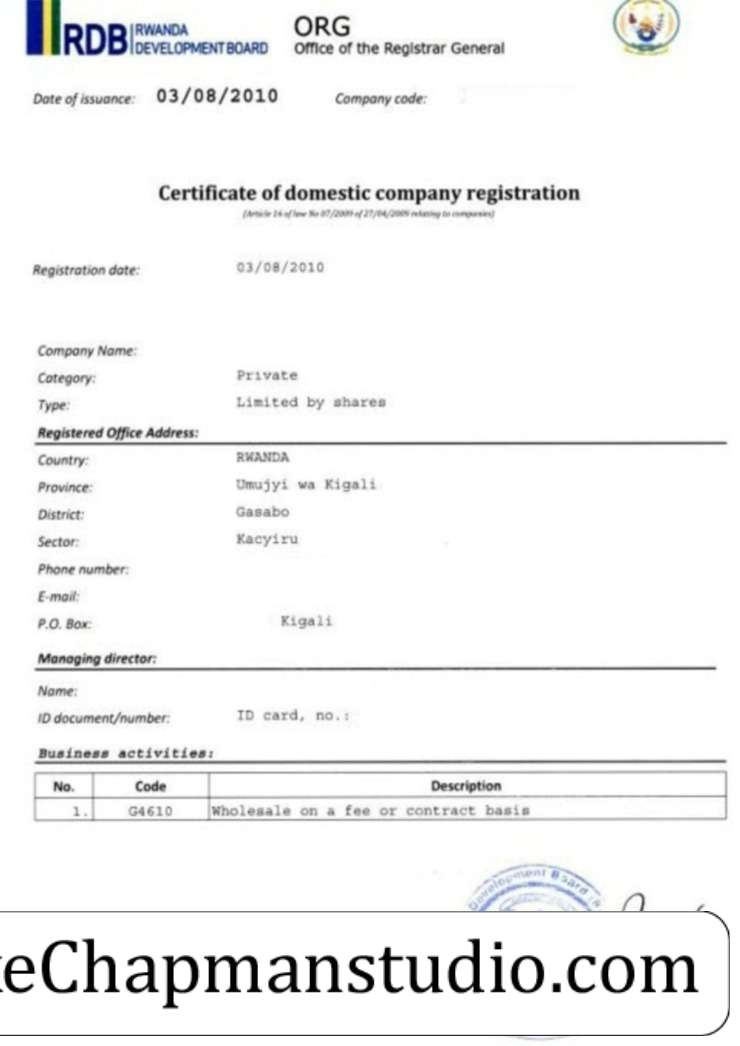 RDB RWANDA
DEVELOPMENT BOARD
ORG
Office of the Registrar General
Date of issuance: 03/08/2010 Company code:
Certificate of domestic company registration
(Article 16 of law No 07/2009 of 27/04/2009 relating to companies)
Registration date: 03/08/2010
Company Name:
Category: Private
Type: Limited by shares
Registered Office Address:
Country: RWANDA
Province: Umujyi wa Kigali
District: Gasabo
Sector: Kacyiru
Phone number:
E-mail:
P.O. Box: Kigali
Managing director:
Name:
ID document/number: ID card, no.:
Business activities:
No. Code Description
1. G4610 Wholesale on a fee or contract basis
Development Board
eChapmanstudio.com